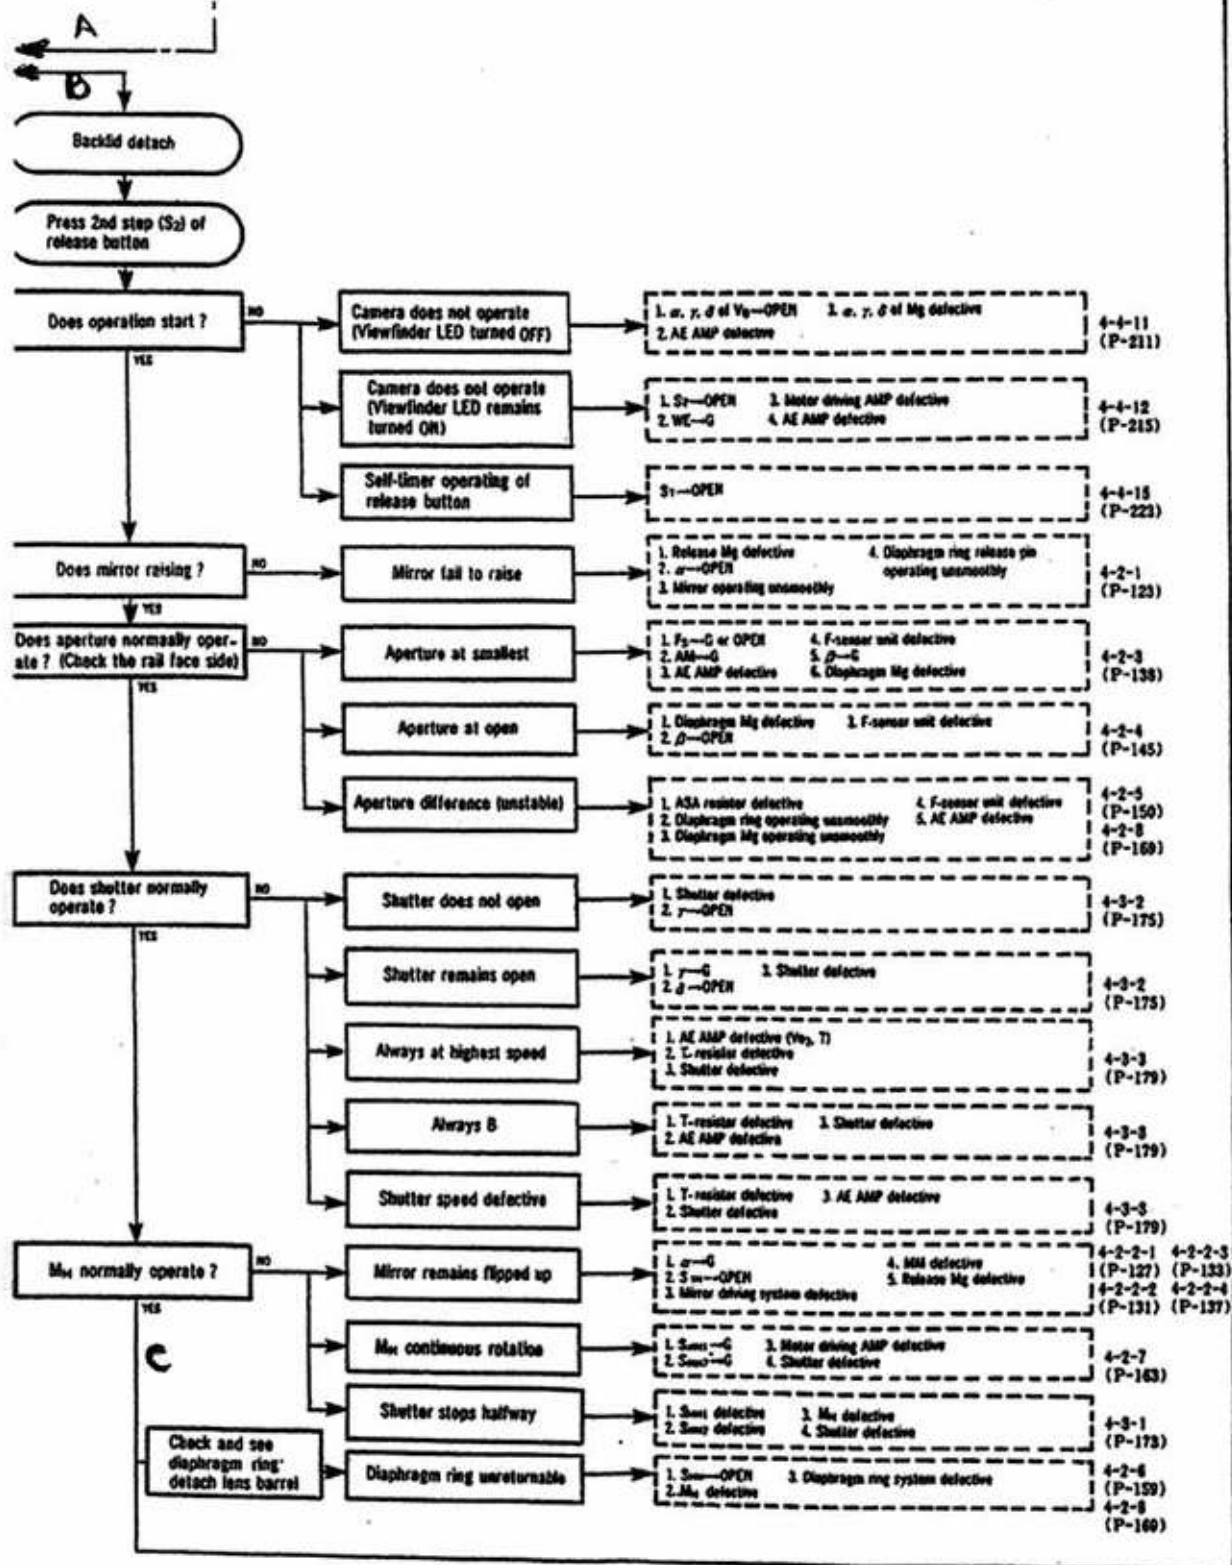 A
B
Backlid detach
Press 2nd step (S₂) of
release button
Does operation start ?
NO
YES
Camera does not operate
(Viewfinder LED turned OFF)
1. α, γ, δ of V₈→OPEN 3. α, γ, δ of Mg defective
2. AE AMP defective
4-4-11
(P-211)
Camera does not operate
(Viewfinder LED remains
turned ON)
1. S₂→OPEN 3. Motor driving AMP defective
2. WE→G 4. AE AMP defective
4-4-12
(P-215)
Self-timer operating of
release button
→OPEN
4-4-15
(P-223)
Does mirror raising ?
NO
YES
Mirror fail to raise
1. Release Mg defective 4. Diaphragm ring release pin
2. α→OPEN operating unsmoothly
3. Mirror operating unsmoothly
4-2-1
(P-123)
Does aperture normally oper-
ate ? (Check the rail face side)
NO
YES
Aperture at smallest
1. Fs→G or OPEN 4. F-sensor unit defective
2. AM→G 5. β→G
3. AE AMP defective 6. Diaphragm Mg defective
4-2-3
(P-138)
Aperture at open
1. Diaphragm Mg defective 3. F-sensor unit defective
2. β→OPEN
4-2-4
(P-145)
Aperture difference (unstable)
1. ASA resistor defective 4. F-sensor unit defective
2. Diaphragm ring operating unsmoothly 5. AE AMP defective
3. Diaphragm Mg operating unsmoothly
4-2-5
(P-150)
4-2-8
(P-169)
Does shutter normally
operate ?
NO
YES
Shutter does not open
1. Shutter defective
2. γ→OPEN
4-3-2
(P-175)
Shutter remains open
1. γ→G 3. Shutter defective
2. δ→OPEN
4-3-2
(P-175)
Always at highest speed
1. AE AMP defective
2. T-resistor defective
3. Shutter defective
4-3-3
(P-179)
Always B
1. T-resistor defective 3. Shutter defective
2. AE AMP defective
4-3-3
(P-179)
Shutter speed defective
1. T-resistor defective 3. AE AMP defective
2. Shutter defective
4-3-3
(P-179)
M_M normally operate ?
NO
YES
C
Mirror remains flipped up
1. α→G 4. MM defective
2. →OPEN 5. Release Mg defective
3. Mirror driving system defective
4-2-2-1 4-2-2-3
(P-127) (P-133)
4-2-2-2 4-2-2-4
(P-131) (P-137)
M_M continuous rotation
1. →G 3. Motor driving AMP defective
2. →G 4. Shutter defective
4-2-7
(P-163)
Shutter stops halfway
1. defective 3. M_M defective
2. defective 4. Shutter defective
4-3-1
(P-173)
Check and see
diaphragm ring
detach lens barrel
Diaphragm ring unreturnable
1. →OPEN 3. Diaphragm ring system defective
2. M_M defective
4-2-6
(P-159)
4-2-8
(P-169)